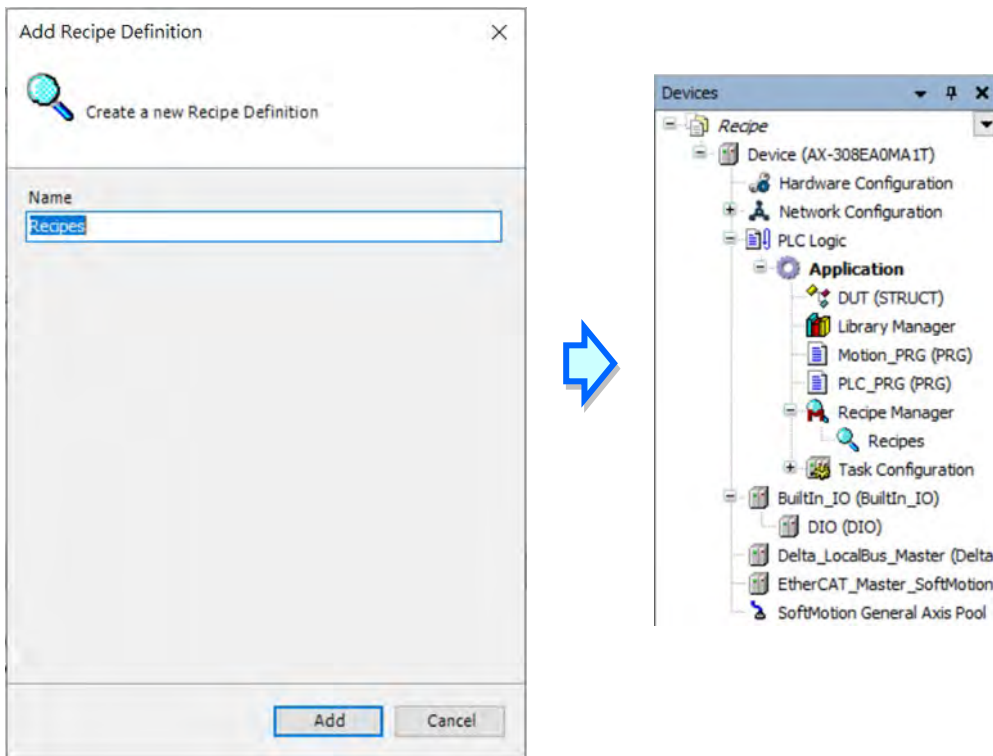 Add Recipe Definition
Create a new Recipe Definition
Name
Recipes
Add
Cancel
Devices
Recipe
Device (AX-308EA0MA1T)
Hardware Configuration
Network Configuration
PLC Logic
Application
DUT (STRUCT)
Library Manager
Motion_PRG (PRG)
PLC_PRG (PRG)
Recipe Manager
Recipes
Task Configuration
BuiltIn_IO (BuiltIn_IO)
DIO (DIO)
Delta_LocalBus_Master (Delta
EtherCAT_Master_SoftMotion
SoftMotion General Axis Pool